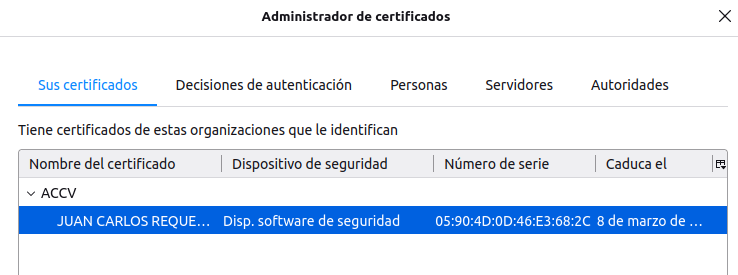 Administrador de certificados
Sus certificados Decisiones de autenticación Personas Servidores Autoridades
Tiene certificados de estas organizaciones que le identifican
Nombre del certificado Dispositivo de seguridad Número de serie Caduca el
ACCV
JUAN CARLOS REQUE... Disp. software de seguridad 05:90:4D:0D:46:E3:68:2C 8 de marzo de ...